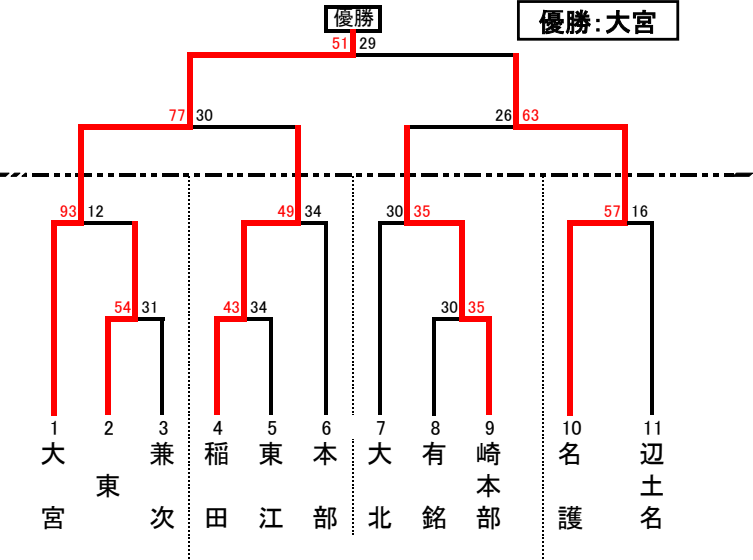 優勝
優勝：大宮
51 29
77 30
26 63
93 12
49 34
30 35
57 16
54 31
43 34
30 35
1 2 3 4 5 6 7 8 9 10 11
大宮
東
兼次
稲田
東江
本部
大北
有銘
崎本部
名護
辺土名